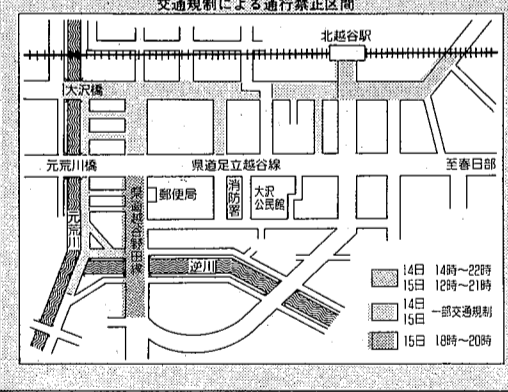 交通規制による通行禁止区間
北越谷駅
大沢橋
元荒川橋
県道足立越谷線
至春日部
県道越谷野田線
郵便局
消防署
大沢
公民館
元荒川
逆川
14日 14時〜22時
15日 12時〜21時
14日
15日
一部交通規制
15日 18時〜20時